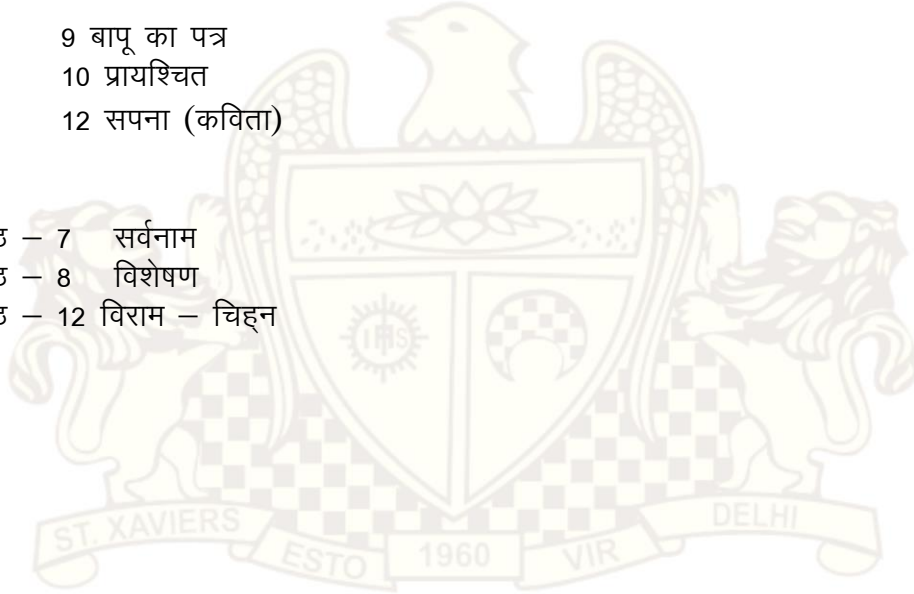 9 बापू का पत्र
10 प्रायश्चित
12 सपना (कविता)
ठ – 7 सर्वनाम
ठ – 8 विशेषण
ठ – 12 विराम – चिह्न
IHS
ST. XAVIERS ESTO 1960 VIR DELHI